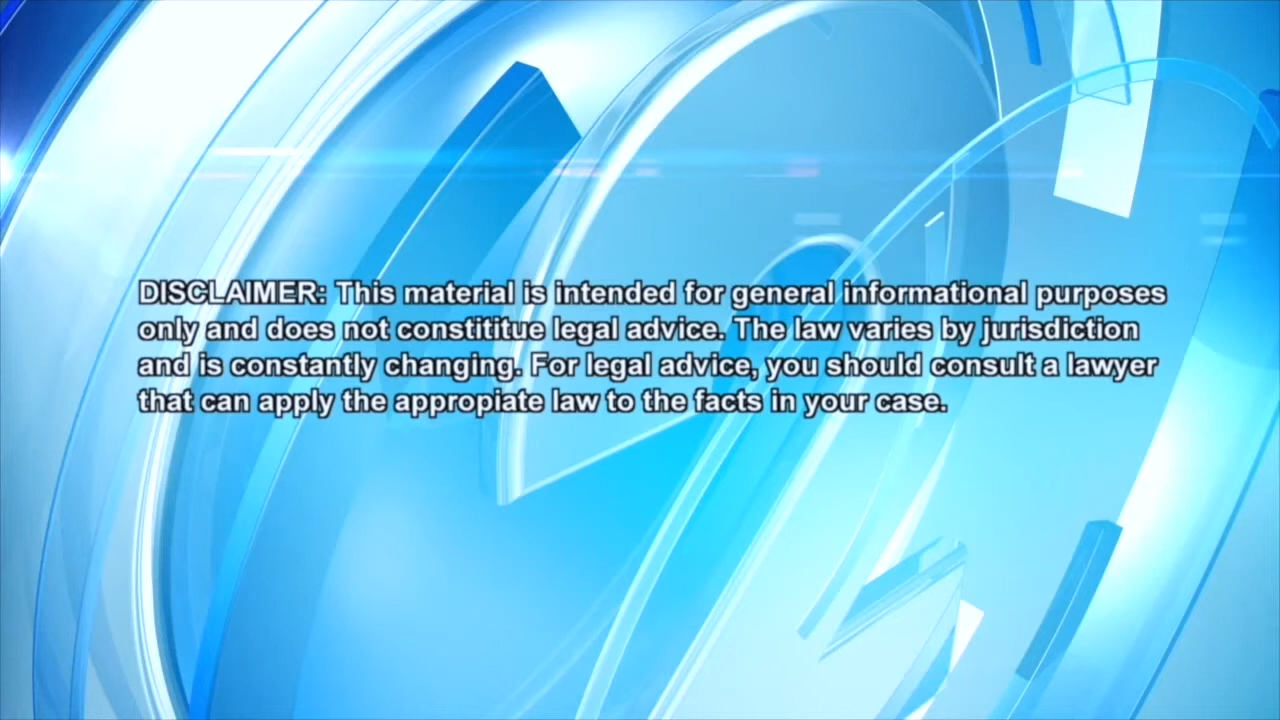 DISCLAIMER: This material is intended for general informational purposes
only and does not constititue legal advice. The law varies by jurisdiction
and is constantly changing. For legal advice, you should consult a lawyer
that can apply the appropiate law to the facts in your case.